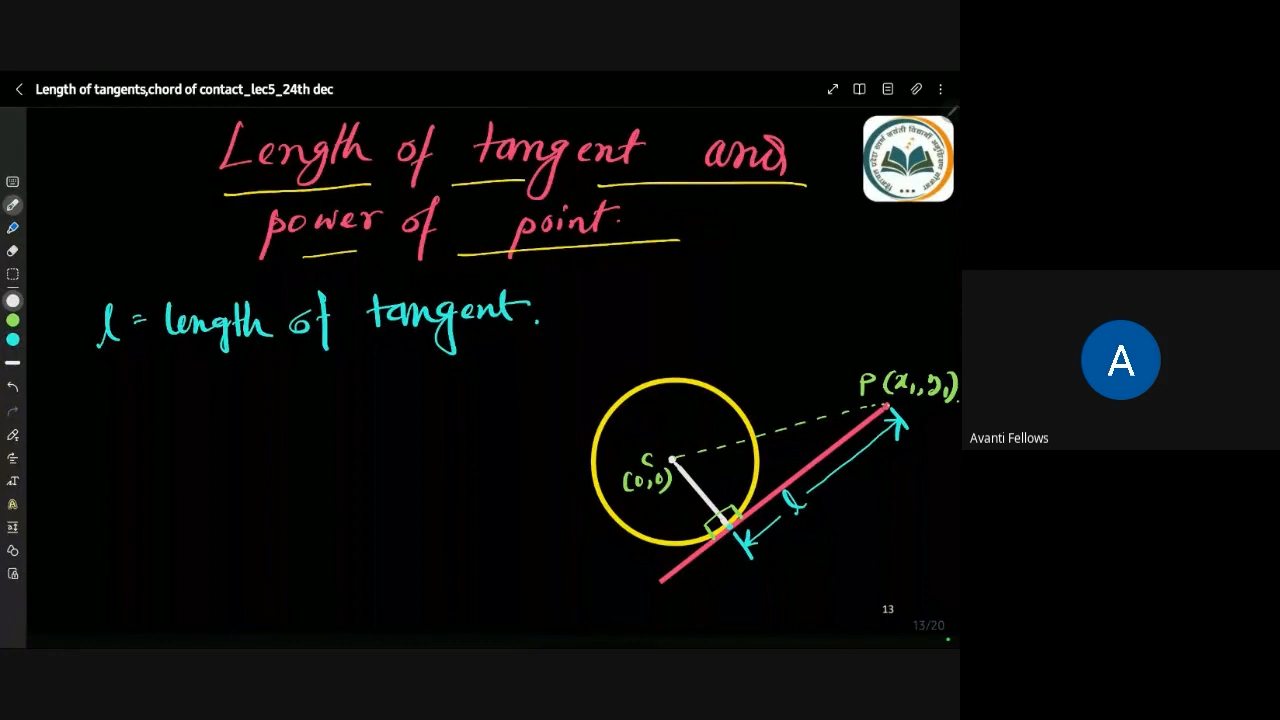 Length of tangents,chord of contact_lec5_24th dec
Length of tangent and
power of point.
l = length of tangent.
P(x₁, y₁).
C
(0,0)
l
13
13/20
A
Avanti Fellows